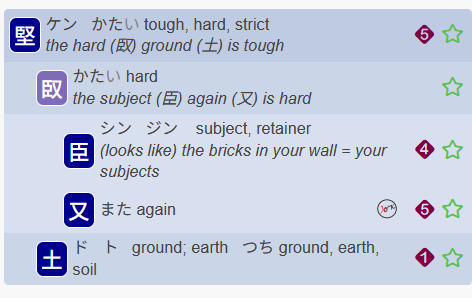 堅 ケン かたい tough, hard, strict 5
the hard (臤) ground (土) is tough
臤 かたい hard
the subject (臣) again (又) is hard
臣 シン ジン subject, retainer 4
(looks like) the bricks in your wall = your
subjects
又 また again 5
土 ド ト ground; earth つち ground, earth, 1
soil